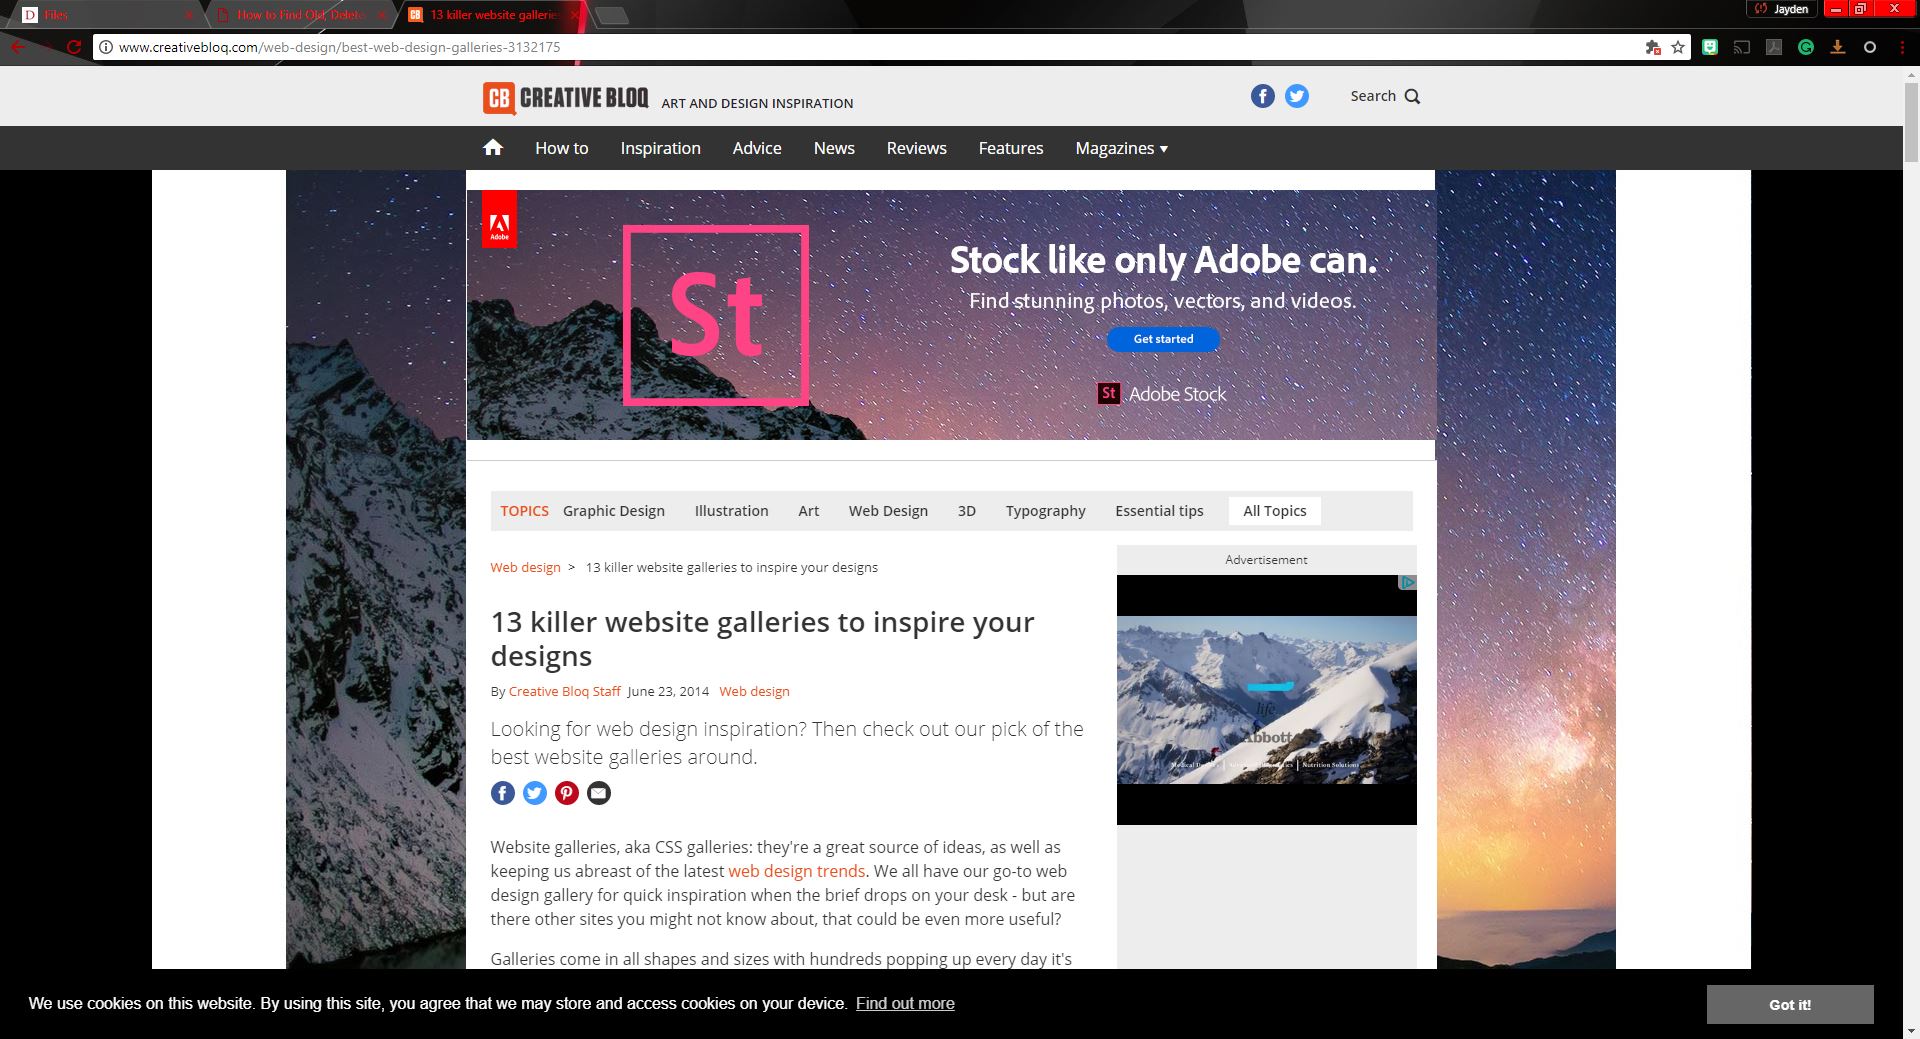 Files
How to Find Old, Delete
13 killer website gallerie
Jayden
www.creativebloq.com/web-design/best-web-design-galleries-3132175
CB CREATIVE BLOQ ART AND DESIGN INSPIRATION
Search
How to Inspiration Advice News Reviews Features Magazines
Adobe
St
Stock like only Adobe can.
Find stunning photos, vectors, and videos.
Get started
St Adobe Stock
TOPICS Graphic Design Illustration Art Web Design 3D Typography Essential tips All Topics
Web design > 13 killer website galleries to inspire your designs
13 killer website galleries to inspire your
designs
By Creative Bloq Staff June 23, 2014 Web design
Looking for web design inspiration? Then check out our pick of the
best website galleries around.
Website galleries, aka CSS galleries: they're a great source of ideas, as well as
keeping us abreast of the latest web design trends. We all have our go-to web
design gallery for quick inspiration when the brief drops on your desk - but are
there other sites you might not know about, that could be even more useful?
Galleries come in all shapes and sizes with hundreds popping up every day it's
Advertisement
life.
Abbott
Nutrition Solutions
We use cookies on this website. By using this site, you agree that we may store and access cookies on your device. Find out more
Got it!